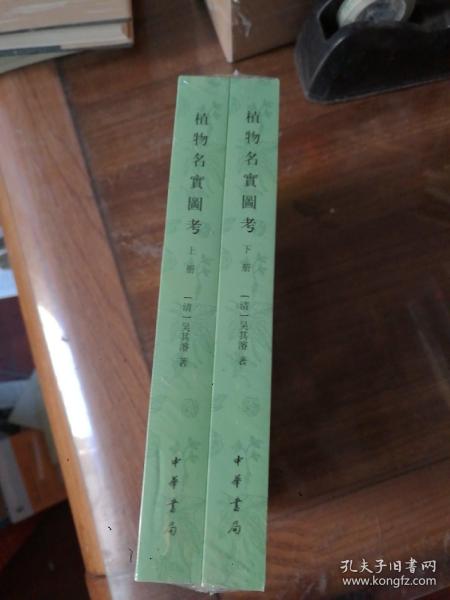 植物名實圖考
上册
〔清〕吴其濬 著
中華書局
植物名實圖考
下册
〔清〕吴其濬 著
中華書局
孔夫子旧书网
www.kongfz.com